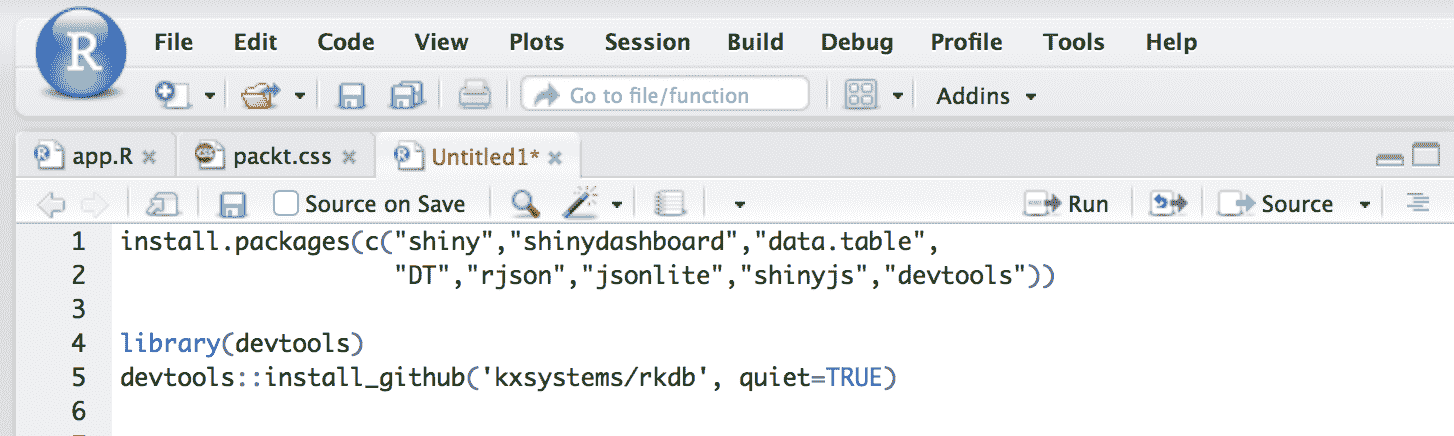 R
File Edit Code View Plots Session Build Debug Profile Tools Help
Go to file/function Addins
app.R packt.css Untitled1*
Source on Save Run Source
1 install.packages(c("shiny","shinydashboard","data.table",
2 "DT","rjson","jsonlite","shinyjs","devtools"))
3
4 library(devtools)
5 devtools::install_github('kxsystems/rkdb', quiet=TRUE)
6